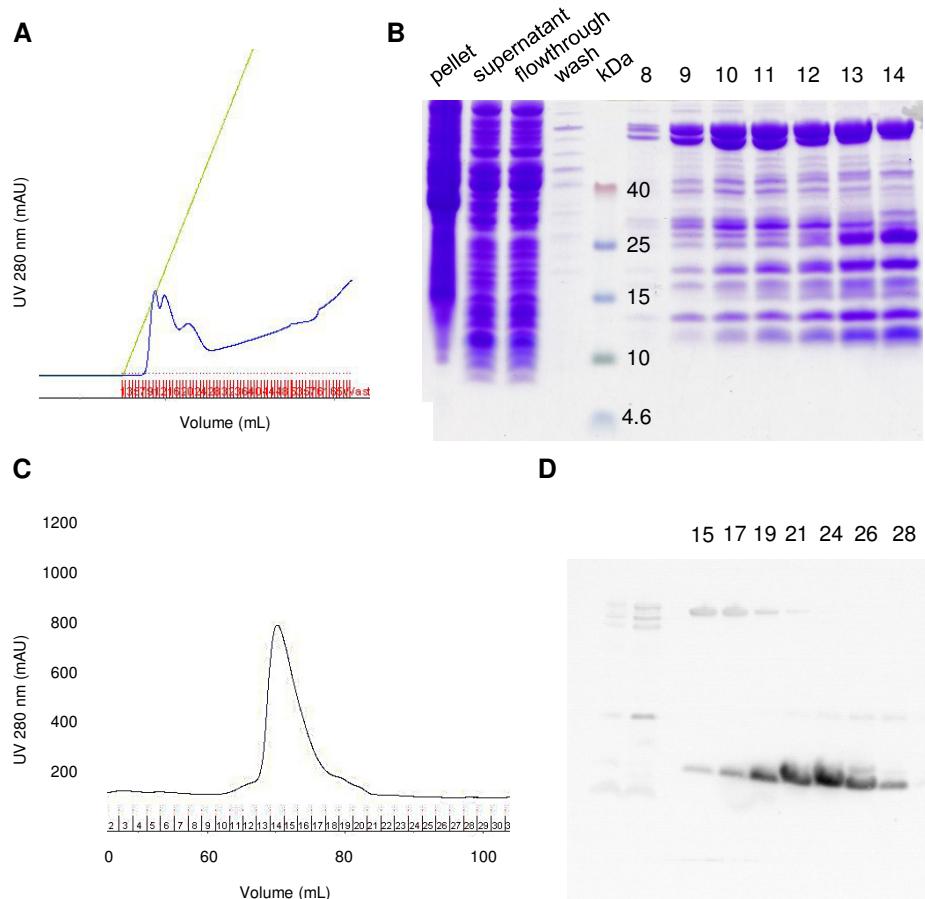 A
UV 280 nm (mAU)
Volume (mL)
B
pellet
supernatant
flowthrough
wash
kDa
8 9 10 11 12 13 14
40
25
15
10
4.6
C
1200
1000
800
600
400
200
UV 280 nm (mAU)
2 3 4 5 6 7 8 9 10 11 12 13 14 15 16 17 18 19 20 21 22 23 24 25 26 27 28 29 30 3
0 60 80 100
Volume (mL)
D
15 17 19 21 24 26 28